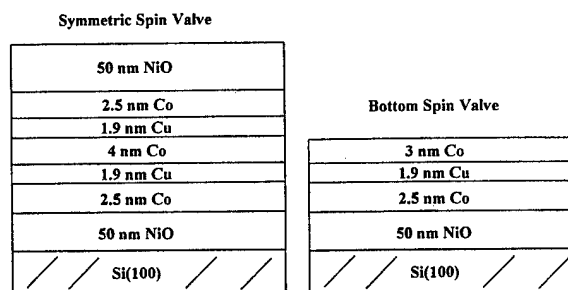 Symmetric Spin Valve
50 nm NiO
2.5 nm Co
1.9 nm Cu
4 nm Co
1.9 nm Cu
2.5 nm Co
50 nm NiO
Si(100)
Bottom Spin Valve
3 nm Co
1.9 nm Cu
2.5 nm Co
50 nm NiO
Si(100)